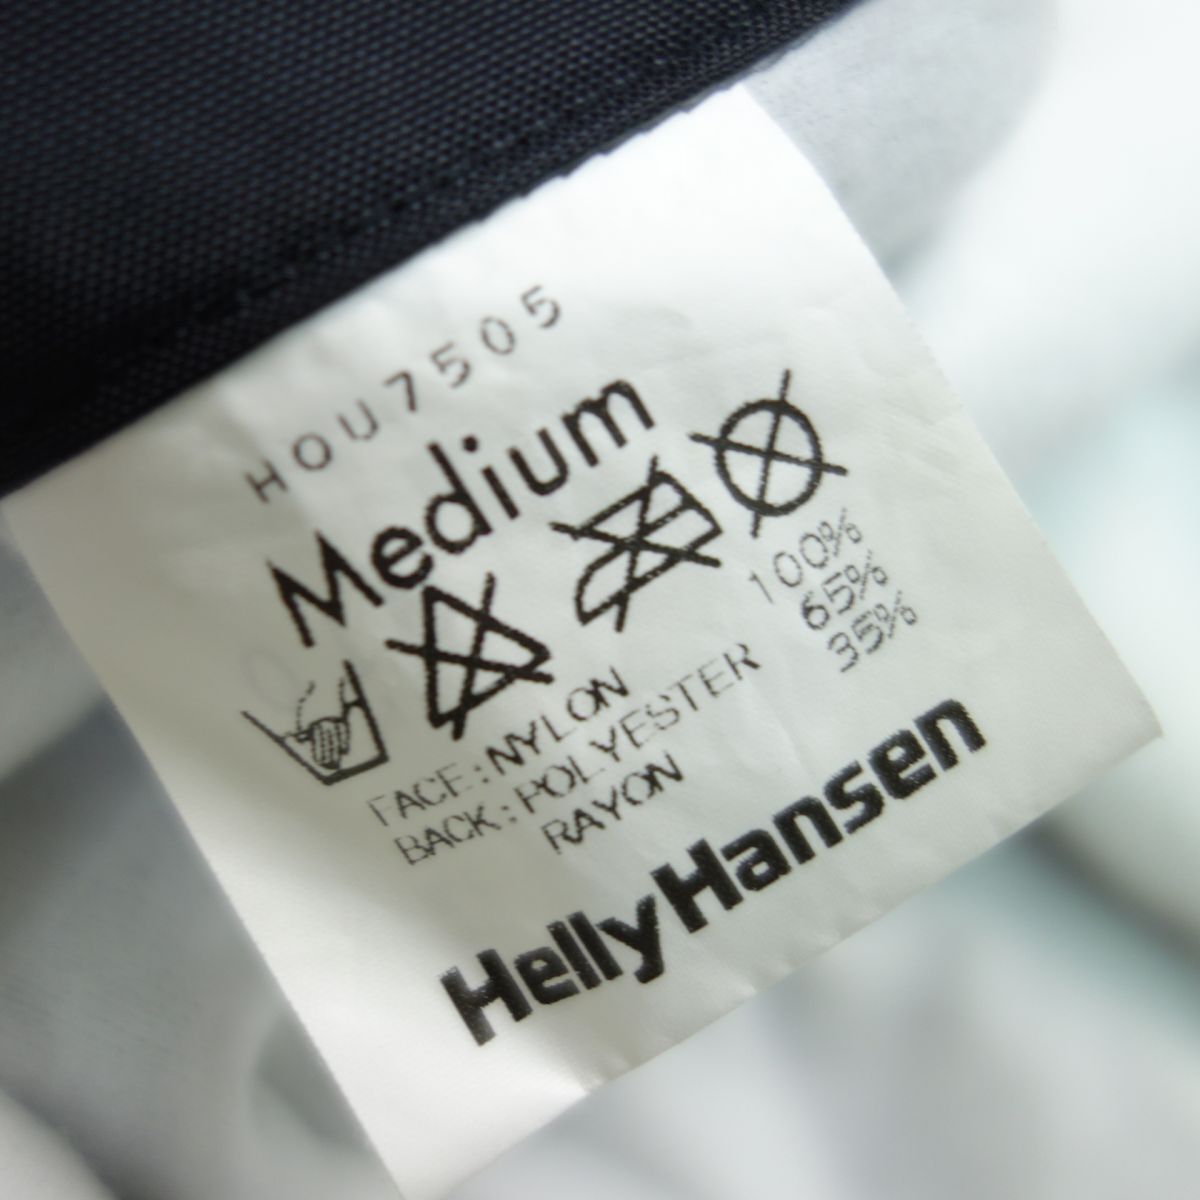 HOU7505
Medium
FACE:NYLON 100%
BACK:POLYESTER 65%
RAYON 35%
HellyHansen